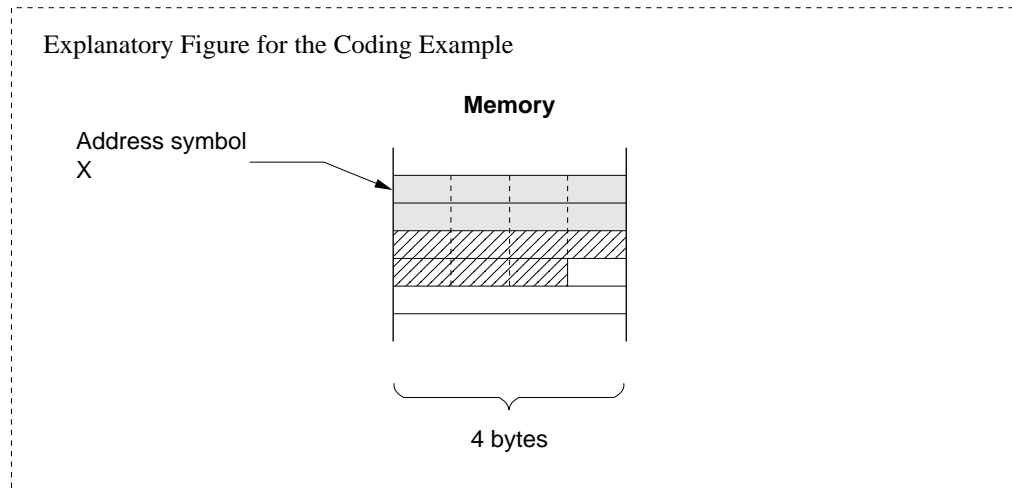 Explanatory Figure for the Coding Example
Memory
Address symbol
X
4 bytes